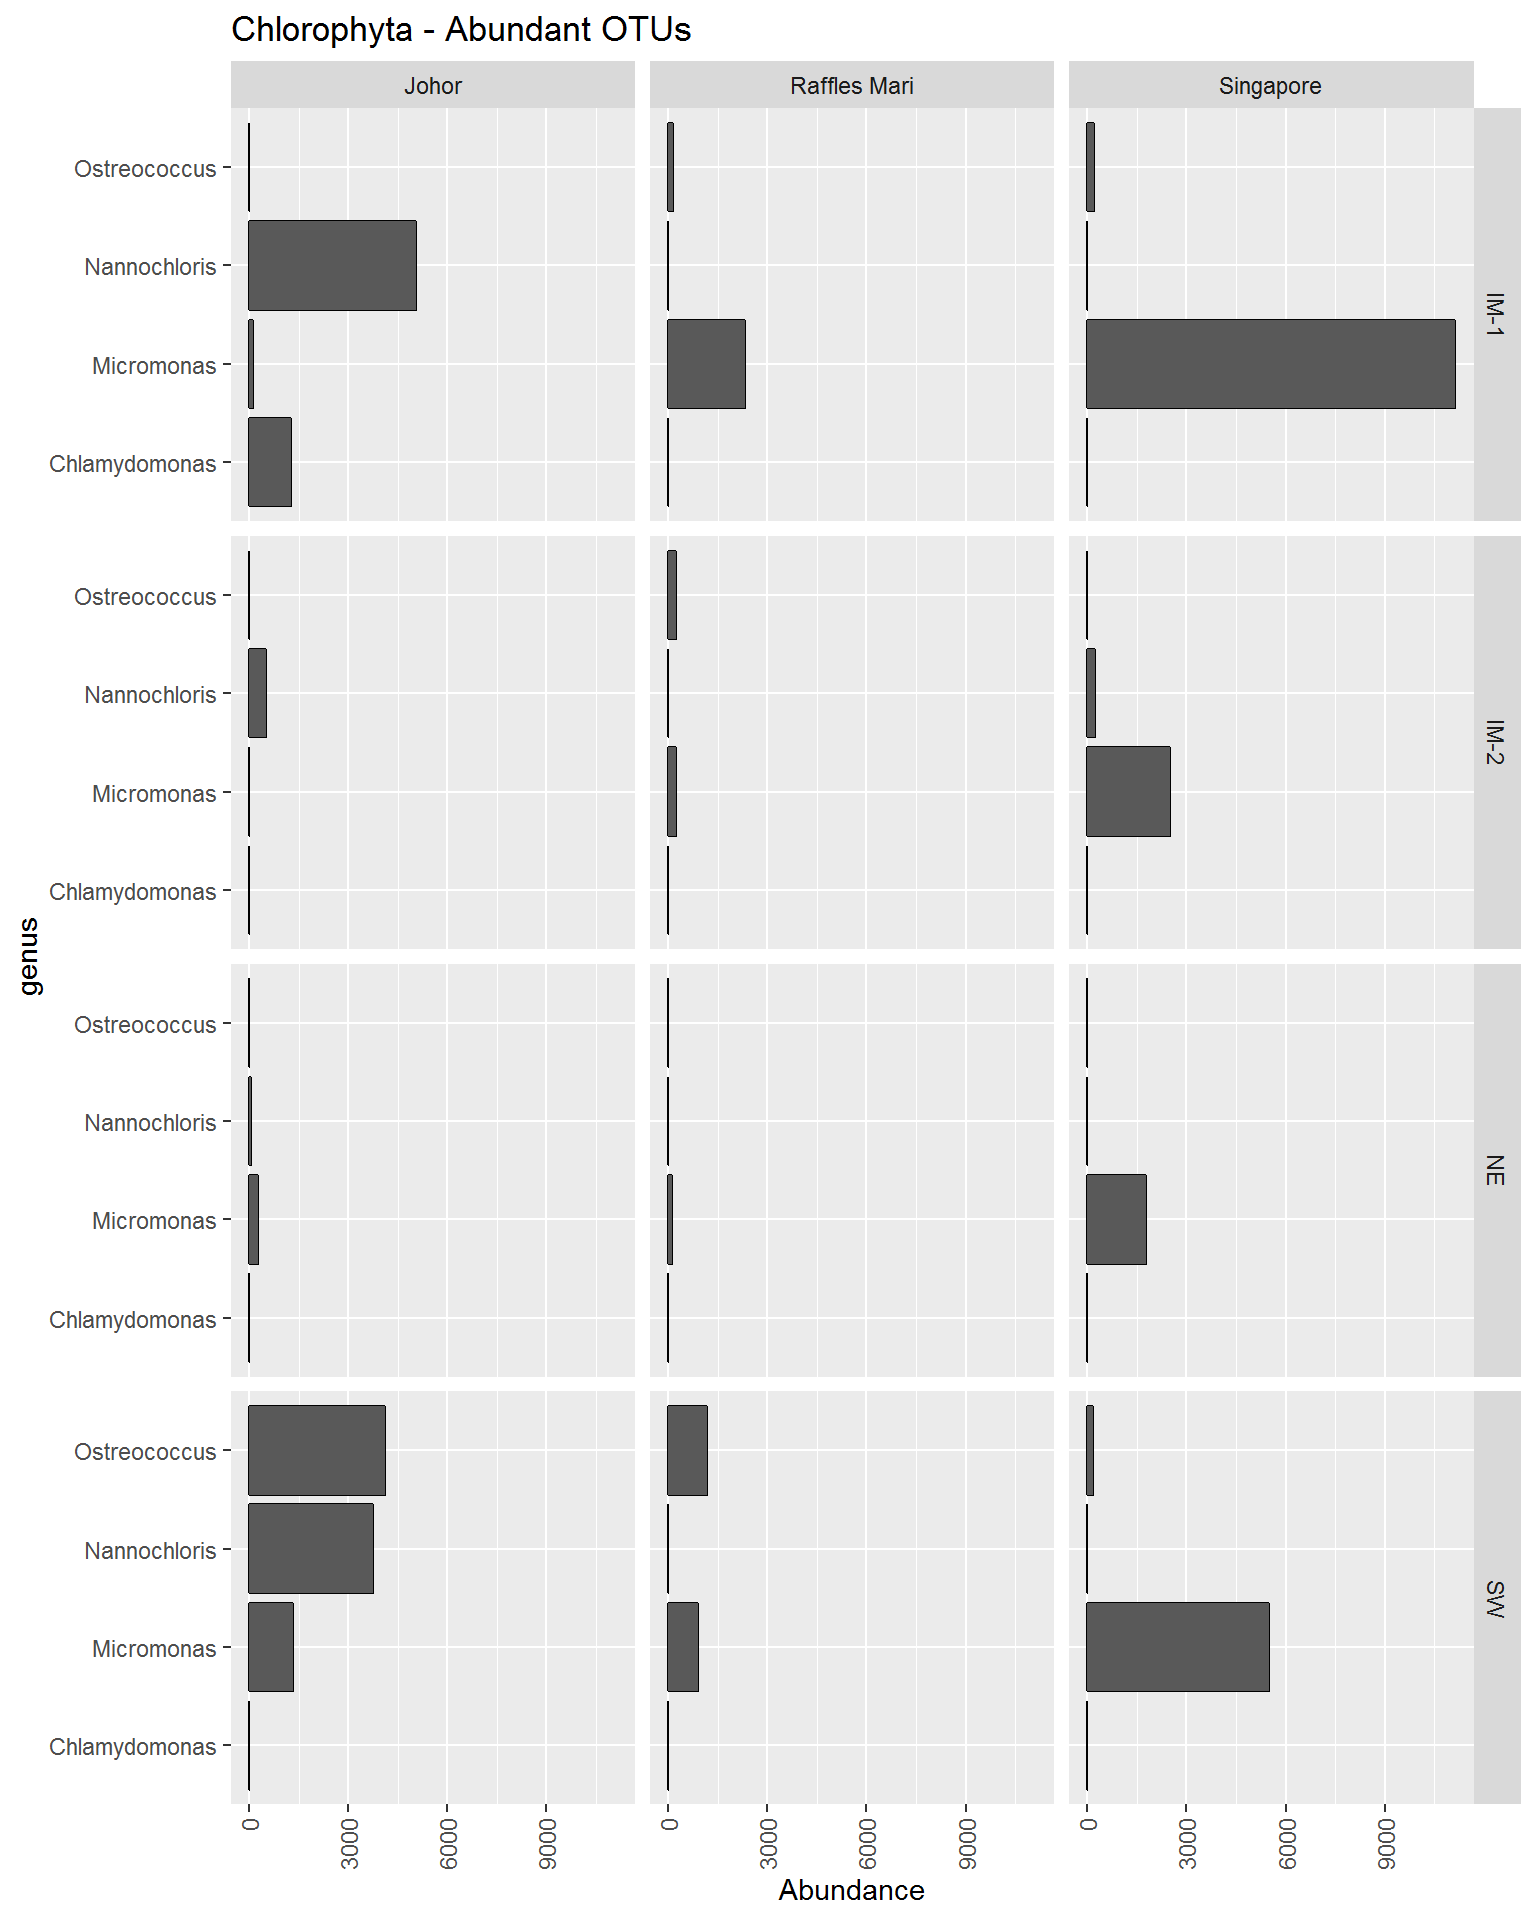 Chlorophyta - Abundant OTUs
Johor
Raffles Mari
Singapore
Ostreococcus
Nannochloris
Micromonas
Chlamydomonas
IM-1
Ostreococcus
Nannochloris
Micromonas
Chlamydomonas
IM-2
genus
Ostreococcus
Nannochloris
Micromonas
Chlamydomonas
NE
Ostreococcus
Nannochloris
Micromonas
Chlamydomonas
SW
0
3000
6000
9000
0
3000
6000
9000
0
3000
6000
9000
Abundance